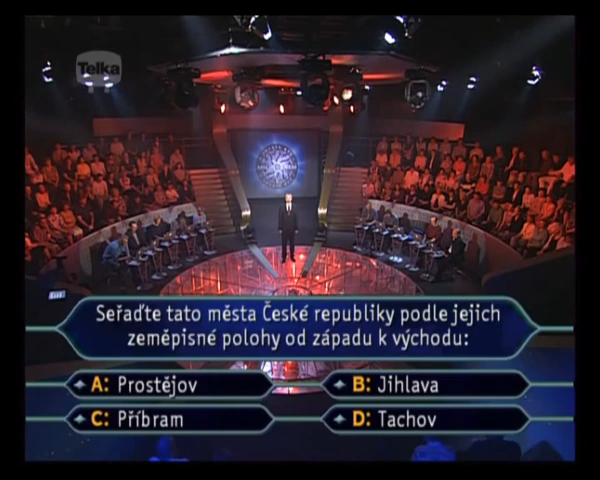 Telka
Seřaďte tato města České republiky podle jejich
zeměpisné polohy od západu k východu:
A: Prostějov
B: Jihlava
C: Příbram
D: Tachov